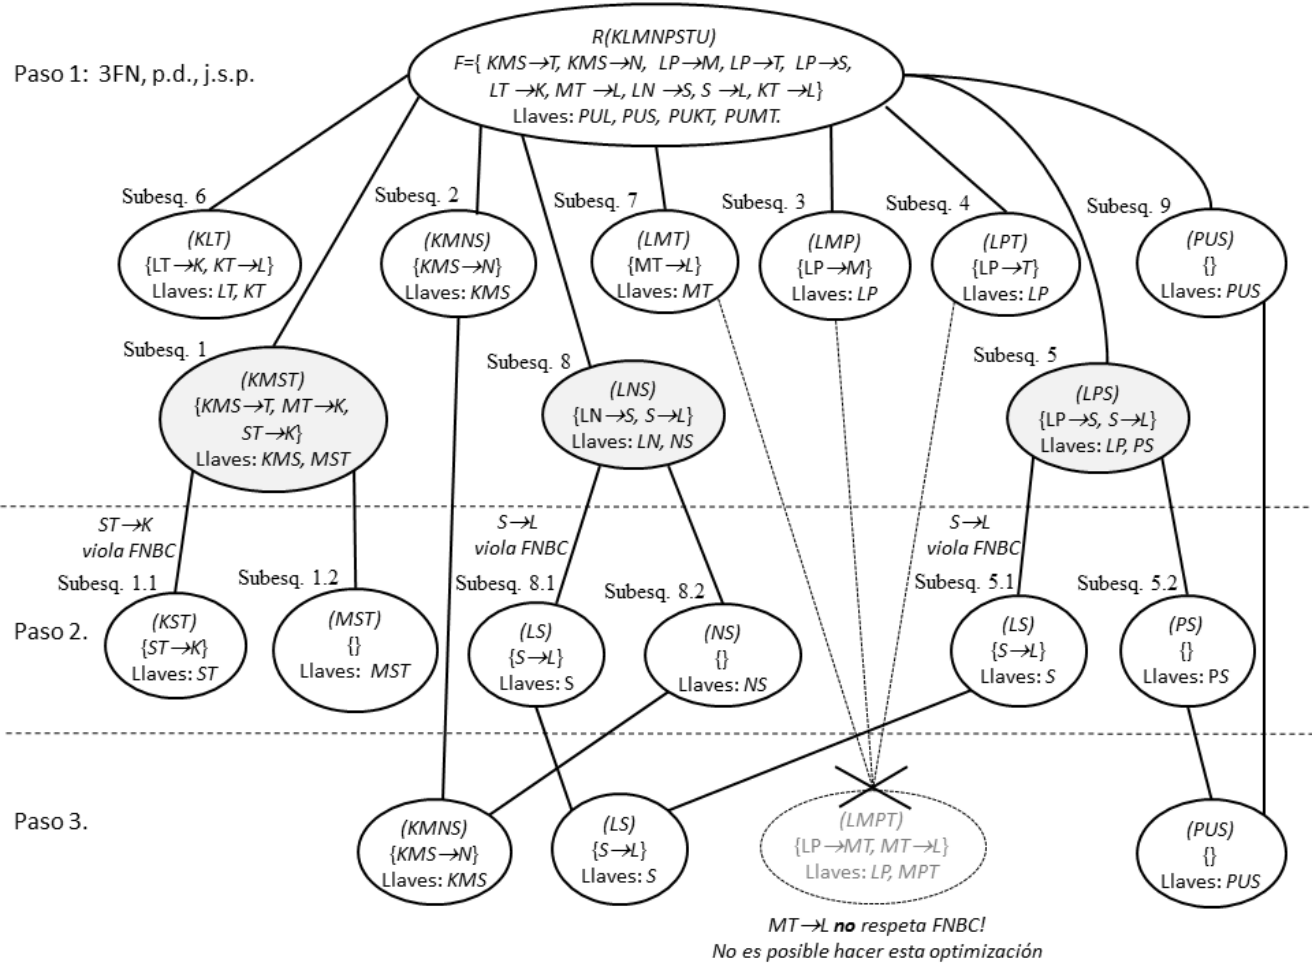 R(KLMNPSTU)
Paso 1: 3FN, p.d., j.s.p.
F={ KMS→T, KMS→N, LP→M, LP→T, LP→S,
LT →K, MT →L, LN →S, S →L, KT →L}
Llaves: PUL, PUS, PUKT, PUMT.
Subesq. 6
(KLT)
{LT→K, KT→L}
Llaves: LT, KT
Subesq. 2
(KMNS)
{KMS→N}
Llaves: KMS
Subesq. 7
(LMT)
{MT→L}
Llaves: MT
Subesq. 3
(LMP)
{LP→M}
Llaves: LP
Subesq. 4
(LPT)
{LP→T}
Llaves: LP
Subesq. 9
(PUS)
{}
Llaves: PUS
Subesq. 1
(KMST)
{KMS→T, MT→K,
ST→K}
Llaves: KMS, MST
Subesq. 8
(LNS)
{LN→S, S→L}
Llaves: LN, NS
Subesq. 5
(LPS)
{LP→S, S→L}
Llaves: LP, PS
ST→K
viola FNBC
S→L
viola FNBC
S→L
viola FNBC
Paso 2.
Subesq. 1.1
(KST)
{ST→K}
Llaves: ST
Subesq. 1.2
(MST)
{}
Llaves: MST
Subesq. 8.1
(LS)
{S→L}
Llaves: S
Subesq. 8.2
(NS)
{}
Llaves: NS
Subesq. 5.1
(LS)
{S→L}
Llaves: S
Subesq. 5.2
(PS)
{}
Llaves: PS
Paso 3.
(KMNS)
{KMS→N}
Llaves: KMS
(LS)
{S→L}
Llaves: S
(LMPT)
{LP→MT, MT→L}
Llaves: LP, MPT
(PUS)
{}
Llaves: PUS
MT→L no respeta FNBC!
No es posible hacer esta optimización